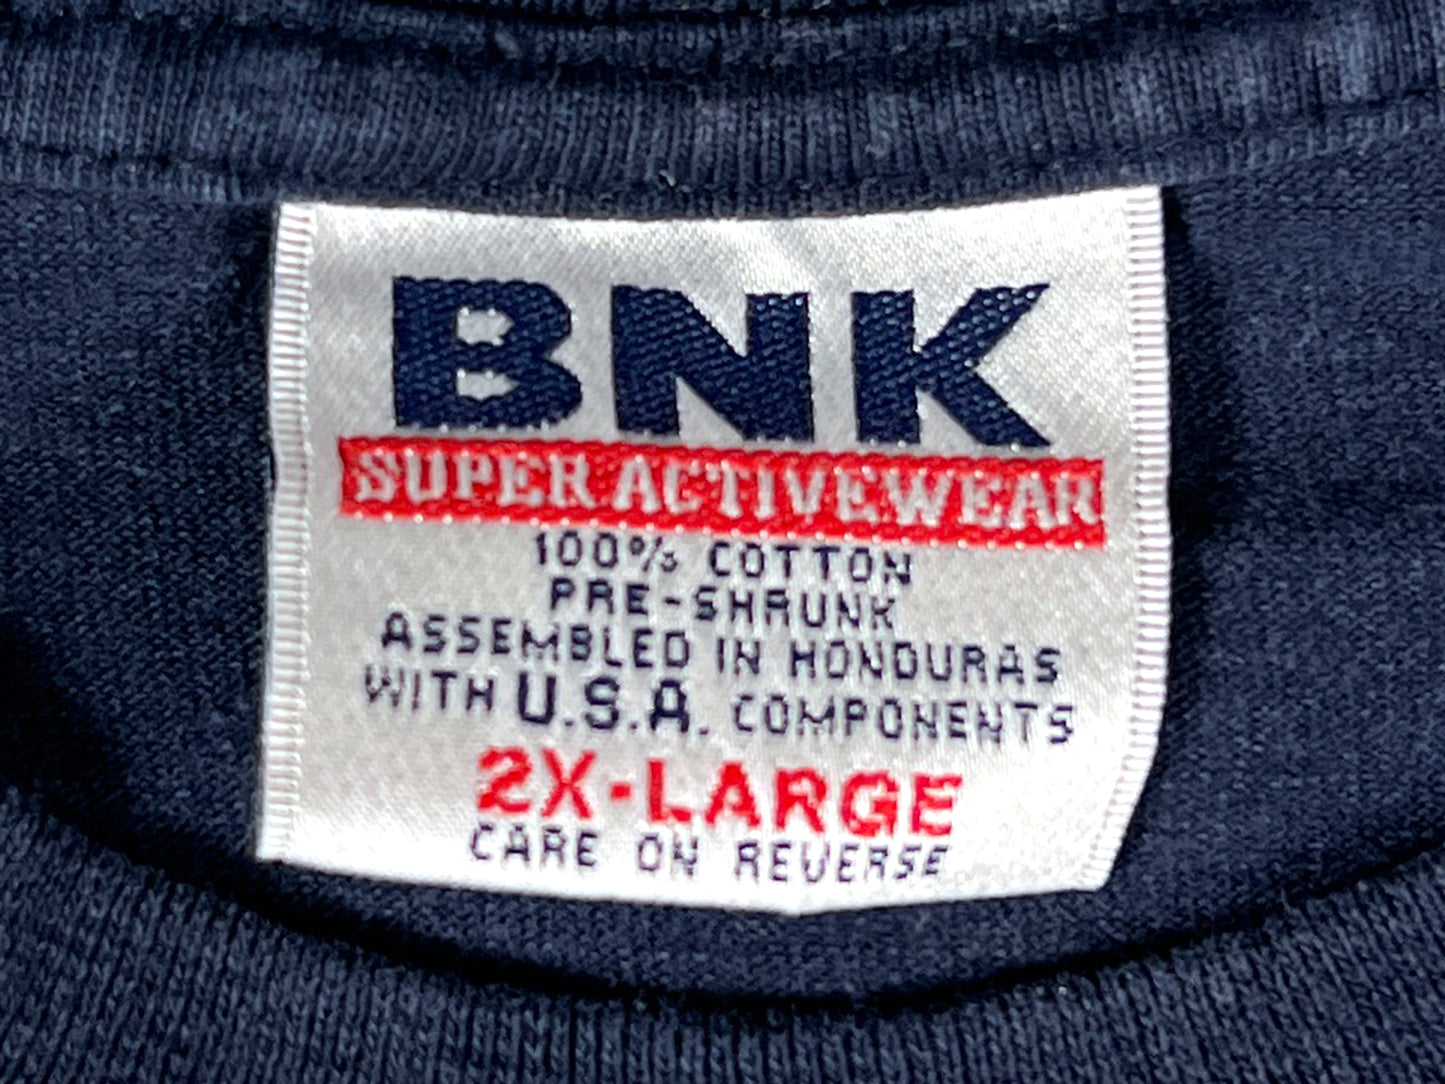 BNK
SUPER ACTIVEWEAR
100% COTTON
PRE-SHRUNK
ASSEMBLED IN HONDURAS
WITH U.S.A. COMPONENTS
2X-LARGE
CARE ON REVERSE